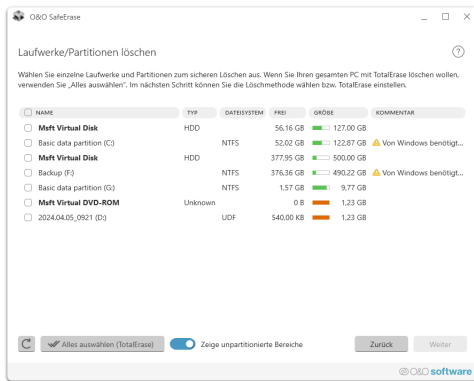 O&O SafeErase
Laufwerke/Partitionen löschen
Wählen Sie einzelne Laufwerke und Partitionen zum sicheren Löschen aus. Wenn Sie Ihren gesamten PC mit TotalErase löschen wollen,
verwenden Sie „Alles auswählen“. Im nächsten Schritt können Sie die Löschmethode wählen bzw. TotalErase einstellen.
NAME TYP DATEISYSTEM FREI GRÖßE KOMMENTAR
Msft Virtual Disk HDD 56,16 GB 127,00 GB
Basic data partition (C:) NTFS 52,02 GB 122,87 GB Von Windows benötigt...
Msft Virtual Disk HDD 377,95 GB 500,00 GB
Backup (F:) NTFS 376,36 GB 490,22 GB Von Windows benötigt...
Basic data partition (G:) NTFS 1,57 GB 9,77 GB
Msft Virtual DVD-ROM Unknown 0 B 1,23 GB
2024.04.05_0921 (D:) UDF 540,00 KB 1,23 GB
Alles auswählen (TotalErase) Zeige unpartitionierte Bereiche Zurück Weiter
O&O software